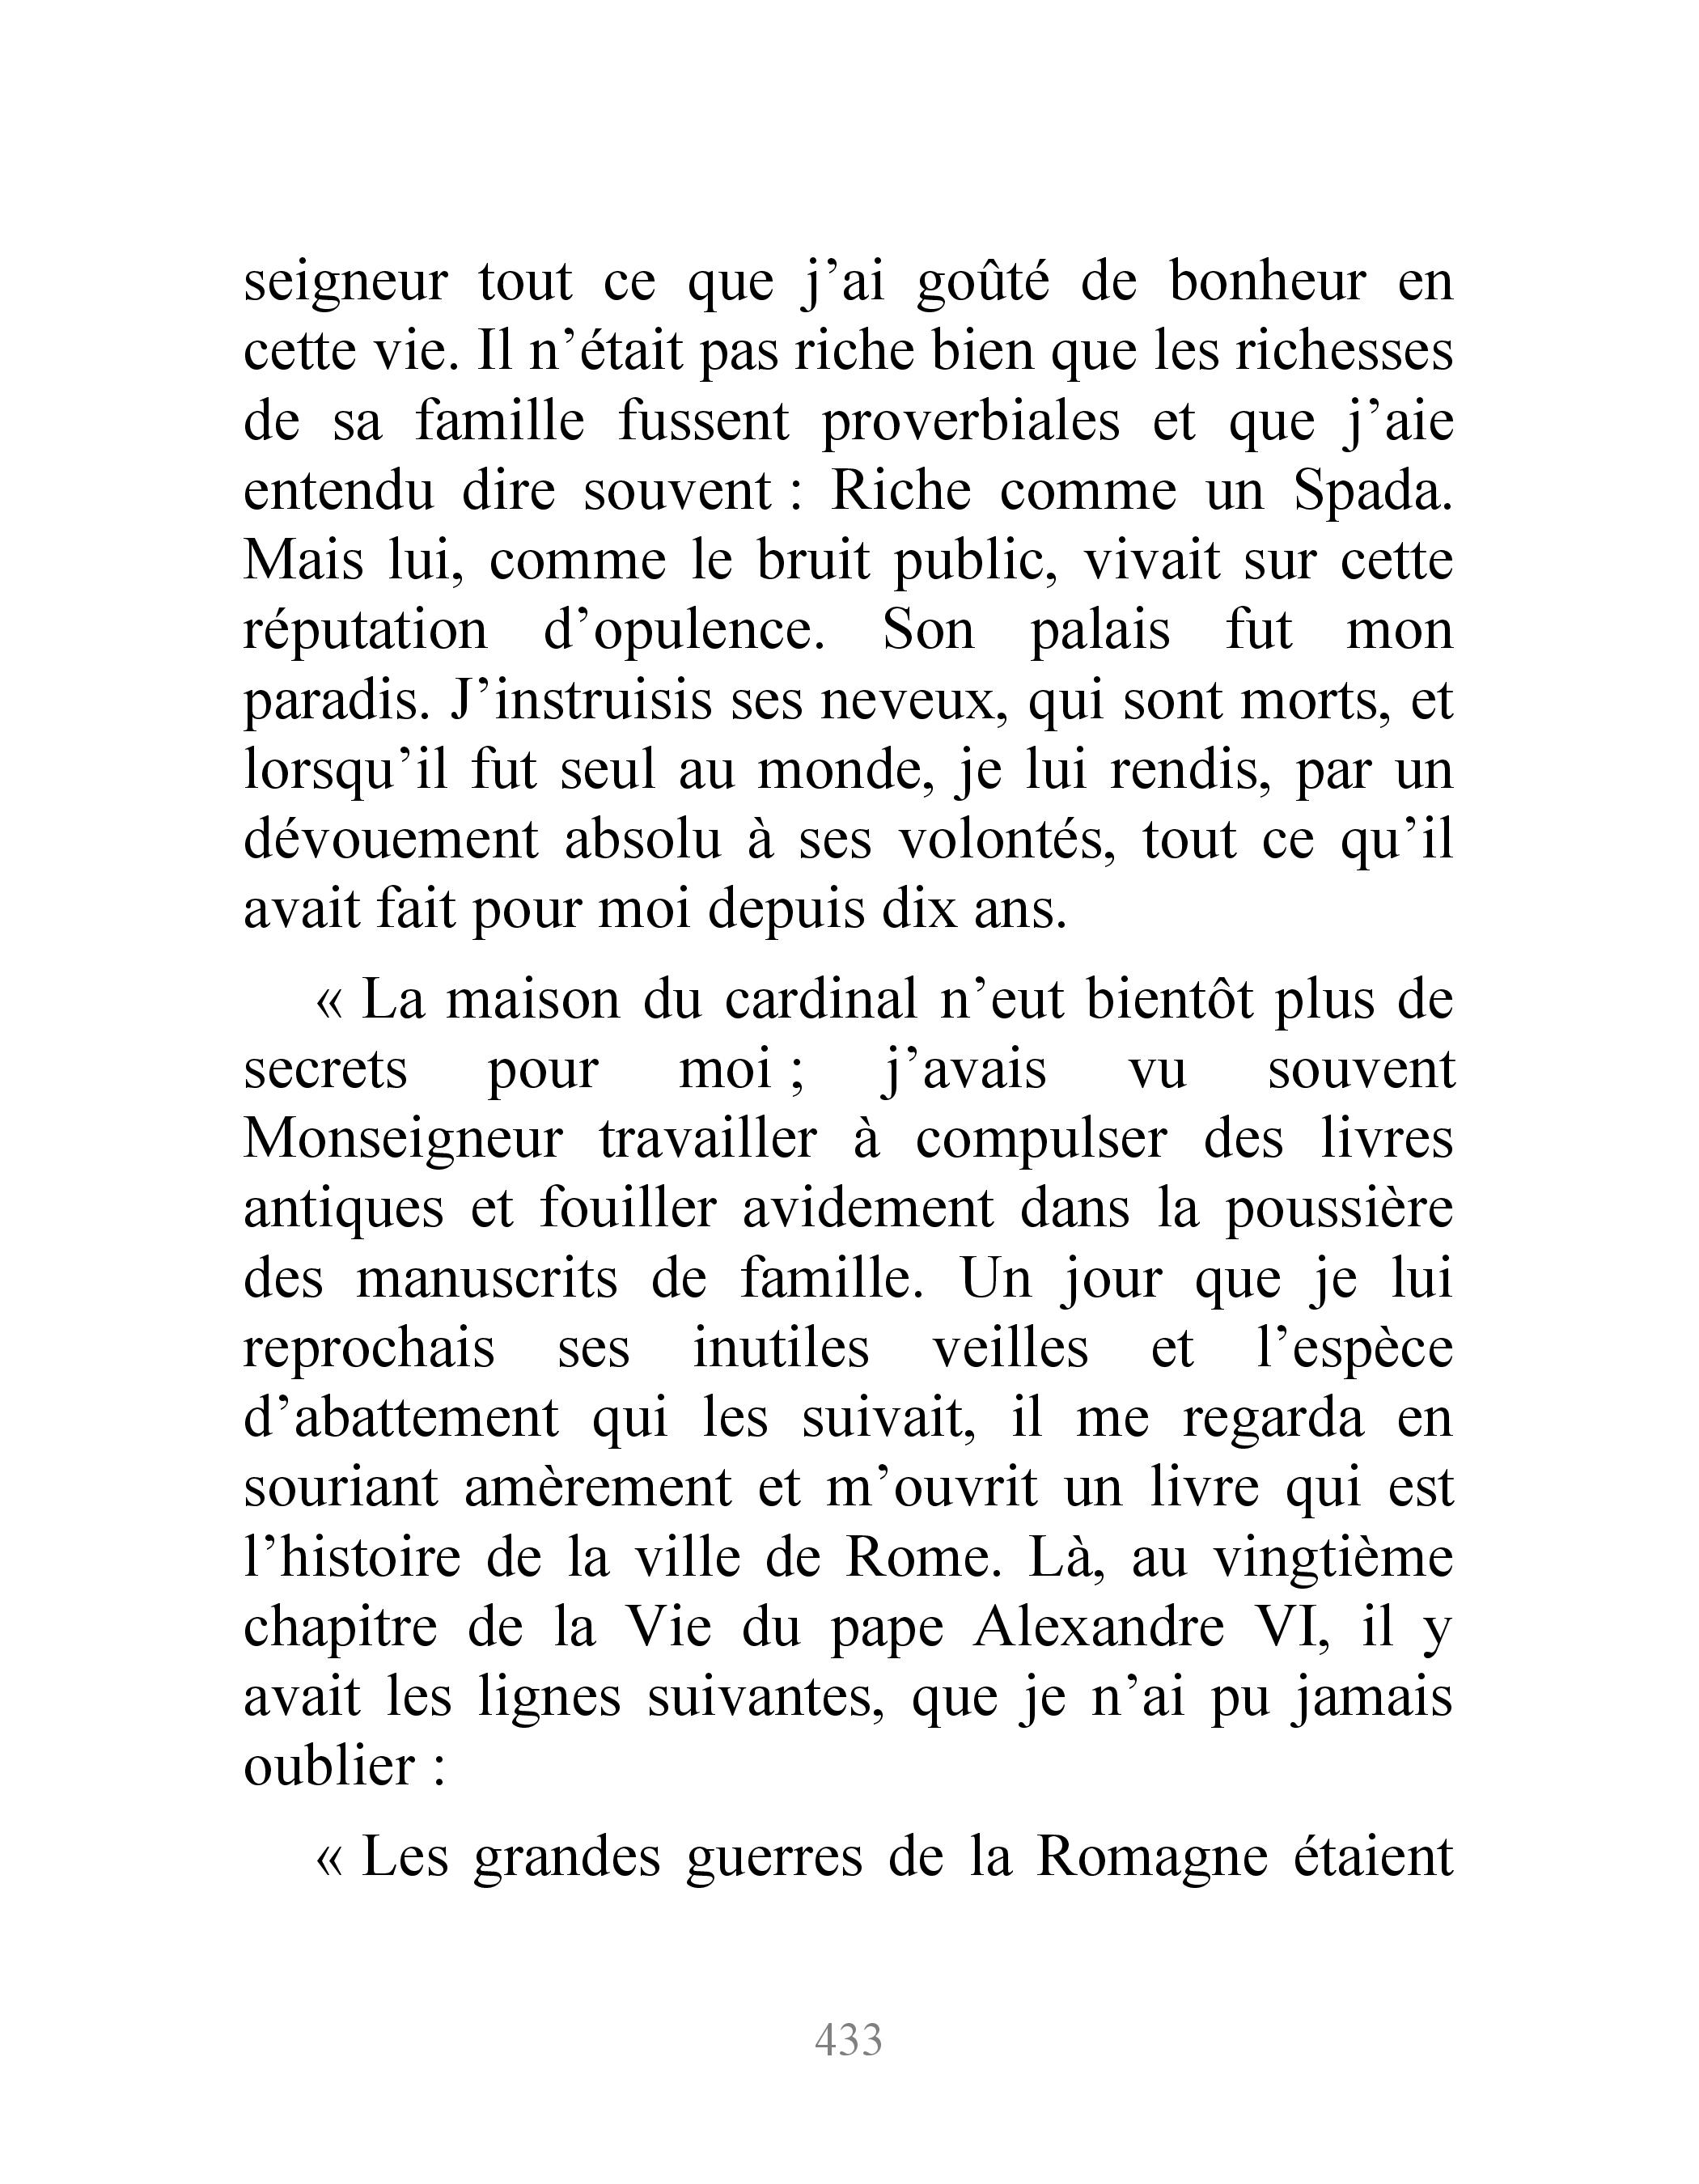 seigneur tout ce que j’ai goûté de bonheur en
cette vie. Il n’était pas riche bien que les richesses
de sa famille fussent proverbiales et que j’aie
entendu dire souvent : Riche comme un Spada.
Mais lui, comme le bruit public, vivait sur cette
réputation d’opulence. Son palais fut mon
paradis. J’instruisis ses neveux, qui sont morts, et
lorsqu’il fut seul au monde, je lui rendis, par un
dévouement absolu à ses volontés, tout ce qu’il
avait fait pour moi depuis dix ans.
« La maison du cardinal n’eut bientôt plus de
secrets pour moi ; j’avais vu souvent
Monseigneur travailler à compulser des livres
antiques et fouiller avidement dans la poussière
des manuscrits de famille. Un jour que je lui
reprochais ses inutiles veilles et l’espèce
d’abattement qui les suivait, il me regarda en
souriant amèrement et m’ouvrit un livre qui est
l’histoire de la ville de Rome. Là, au vingtième
chapitre de la Vie du pape Alexandre VI, il y
avait les lignes suivantes, que je n’ai pu jamais
oublier :
« Les grandes guerres de la Romagne étaient
433